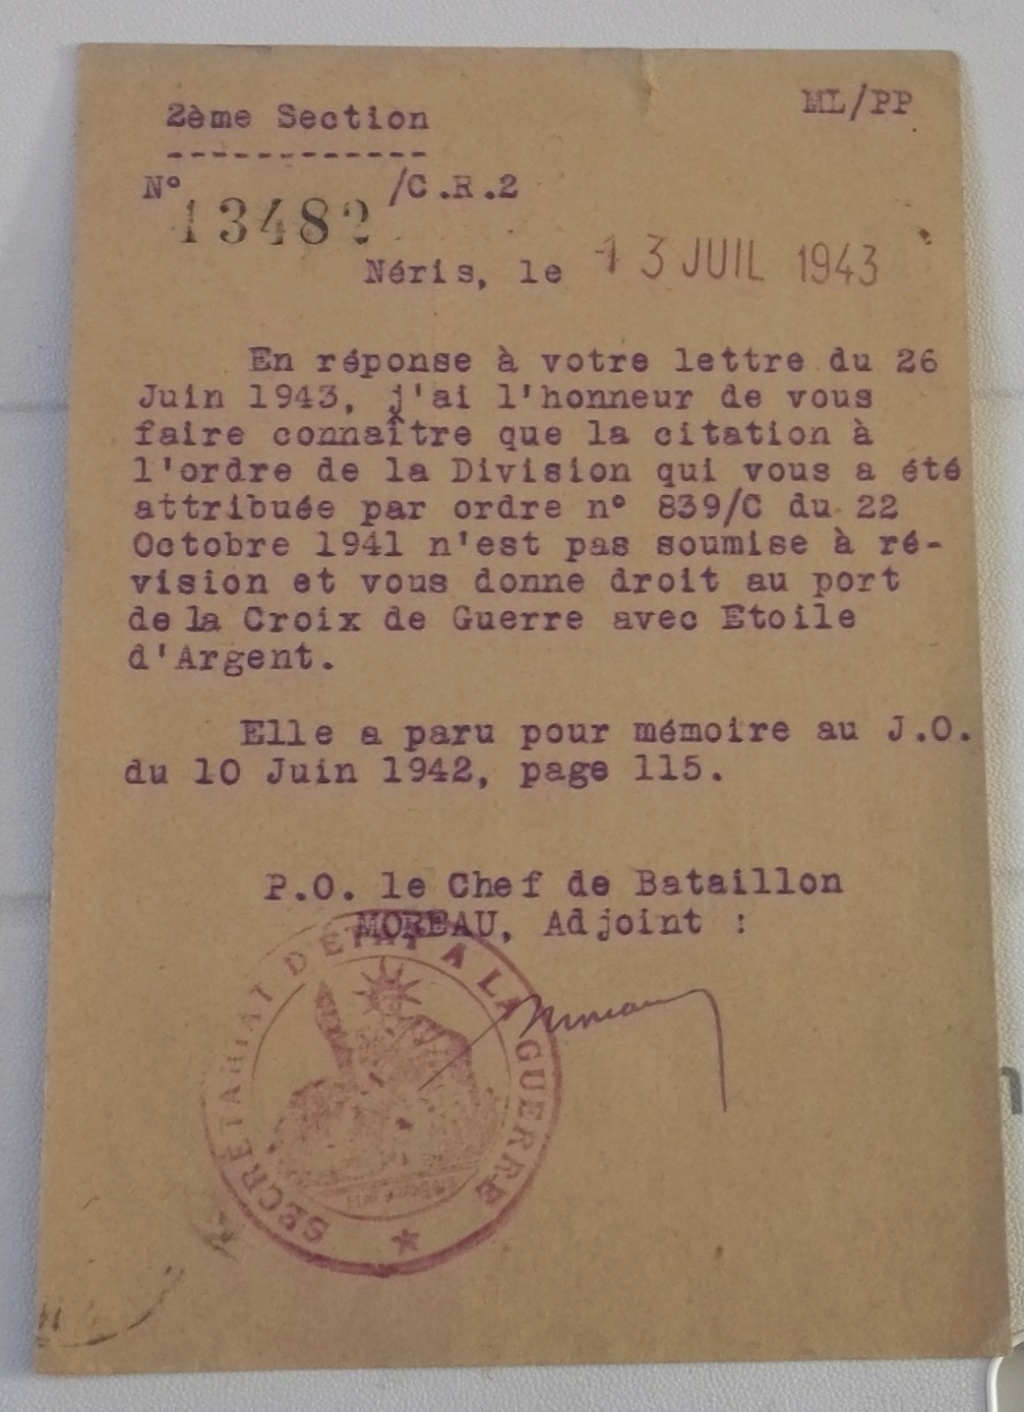 2ème Section
ML/PP
------------
N° 13482 /C.R.2
Néris, le 13 JUIL 1943
En réponse à votre lettre du 26
Juin 1943, j'ai l'honneur de vous
faire connaître que la citation à
l'ordre de la Division qui vous a été
attribuée par ordre n° 839/C du 22
Octobre 1941 n'est pas soumise à ré-
vision et vous donne droit au port
de la Croix de Guerre avec Etoile
d'Argent.
Elle a paru pour mémoire au J.O.
du 10 Juin 1942, page 115.
P.O. le Chef de Bataillon
MOREAU, Adjoint :
Moreau
SECRÉTARIAT D'ETAT A LA GUERRE ★